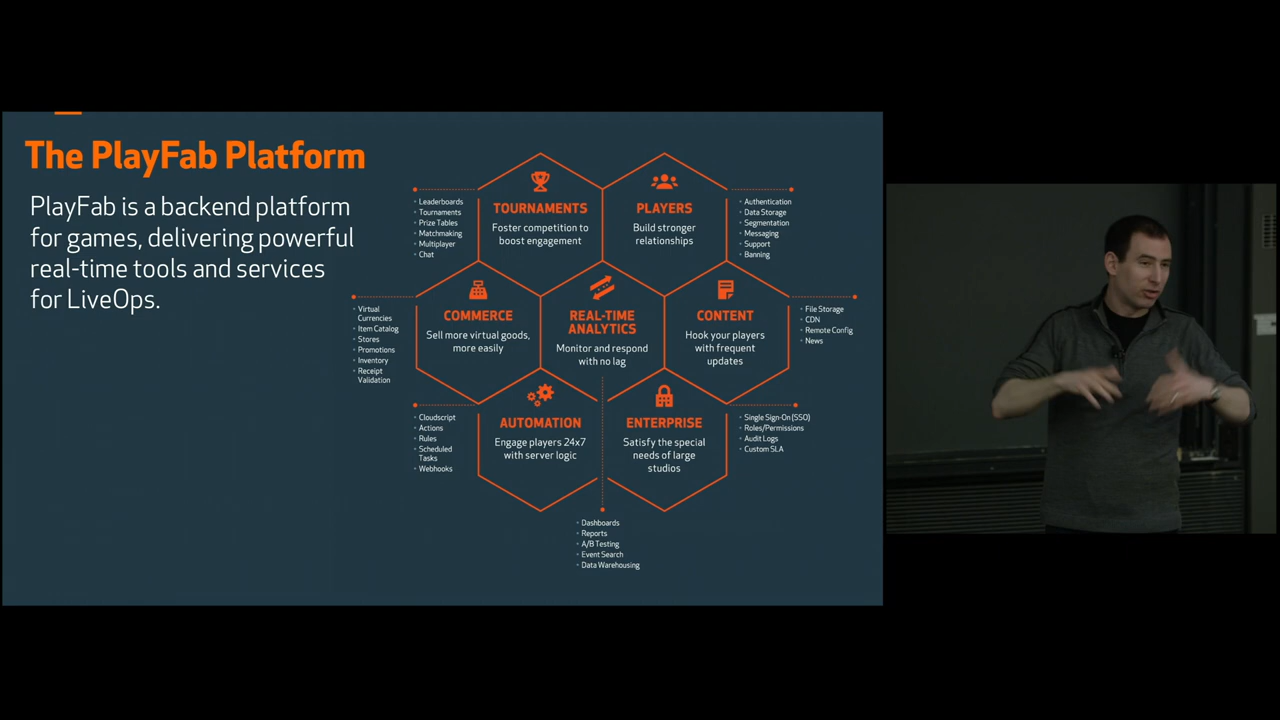 The PlayFab Platform
PlayFab is a backend platform
for games, delivering powerful
real-time tools and services
for LiveOps.
• Leaderboards
• Tournaments
• Prize Tables
• Matchmaking
• Multiplayer
• Chat
TOURNAMENTS
Foster competition to
boost engagement
PLAYERS
Build stronger
relationships
• Authentication
• Data Storage
• Segmentation
• Messaging
• Support
• Banning
• Virtual
Currencies
• Item Catalog
• Stores
• Promotions
• Inventory
• Receipt
Validation
COMMERCE
Sell more virtual goods,
more easily
REAL-TIME
ANALYTICS
Monitor and respond
with no lag
CONTENT
Hook your players
with frequent
updates
• File Storage
• CDN
• Remote Config
• News
• Cloudscript
• Actions
• Rules
• Scheduled
Tasks
• Webhooks
AUTOMATION
Engage players 24x7
with server logic
ENTERPRISE
Satisfy the special
needs of large
studios
• Single Sign-On (SSO)
• Roles/Permissions
• Audit Logs
• Custom SLA
• Dashboards
• Reports
• A/B Testing
• Event Search
• Data Warehousing